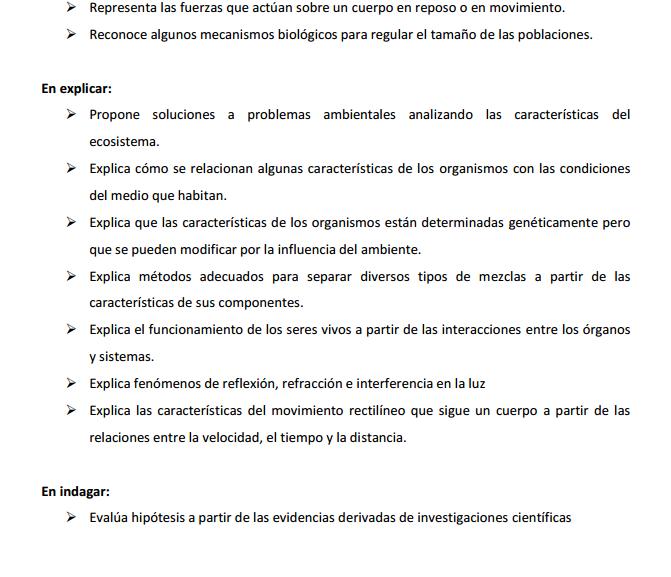 ➢ Representa las fuerzas que actúan sobre un cuerpo en reposo o en movimiento.
➢ Reconoce algunos mecanismos biológicos para regular el tamaño de las poblaciones.
En explicar:
➢ Propone soluciones a problemas ambientales analizando las características del
ecosistema.
➢ Explica cómo se relacionan algunas características de los organismos con las condiciones
del medio que habitan.
➢ Explica que las características de los organismos están determinadas genéticamente pero
que se pueden modificar por la influencia del ambiente.
➢ Explica métodos adecuados para separar diversos tipos de mezclas a partir de las
características de sus componentes.
➢ Explica el funcionamiento de los seres vivos a partir de las interacciones entre los órganos
y sistemas.
➢ Explica fenómenos de reflexión, refracción e interferencia en la luz
➢ Explica las características del movimiento rectilíneo que sigue un cuerpo a partir de las
relaciones entre la velocidad, el tiempo y la distancia.
En indagar:
➢ Evalúa hipótesis a partir de las evidencias derivadas de investigaciones científicas